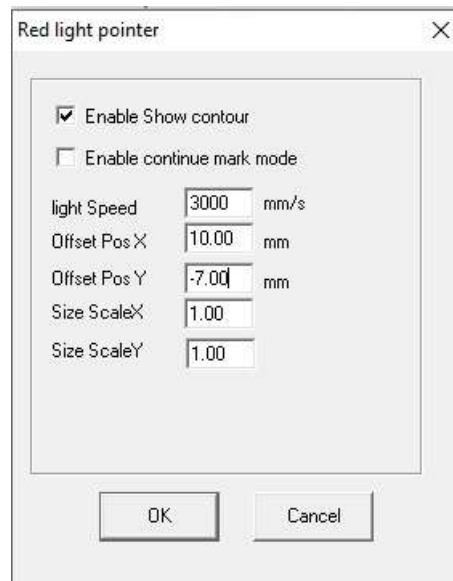 Red light pointer
Enable Show contour
Enable continue mark mode
light Speed 3000 mm/s
Offset Pos X 10.00 mm
Offset Pos Y -7.00 mm
Size ScaleX 1.00
Size ScaleY 1.00
OK Cancel